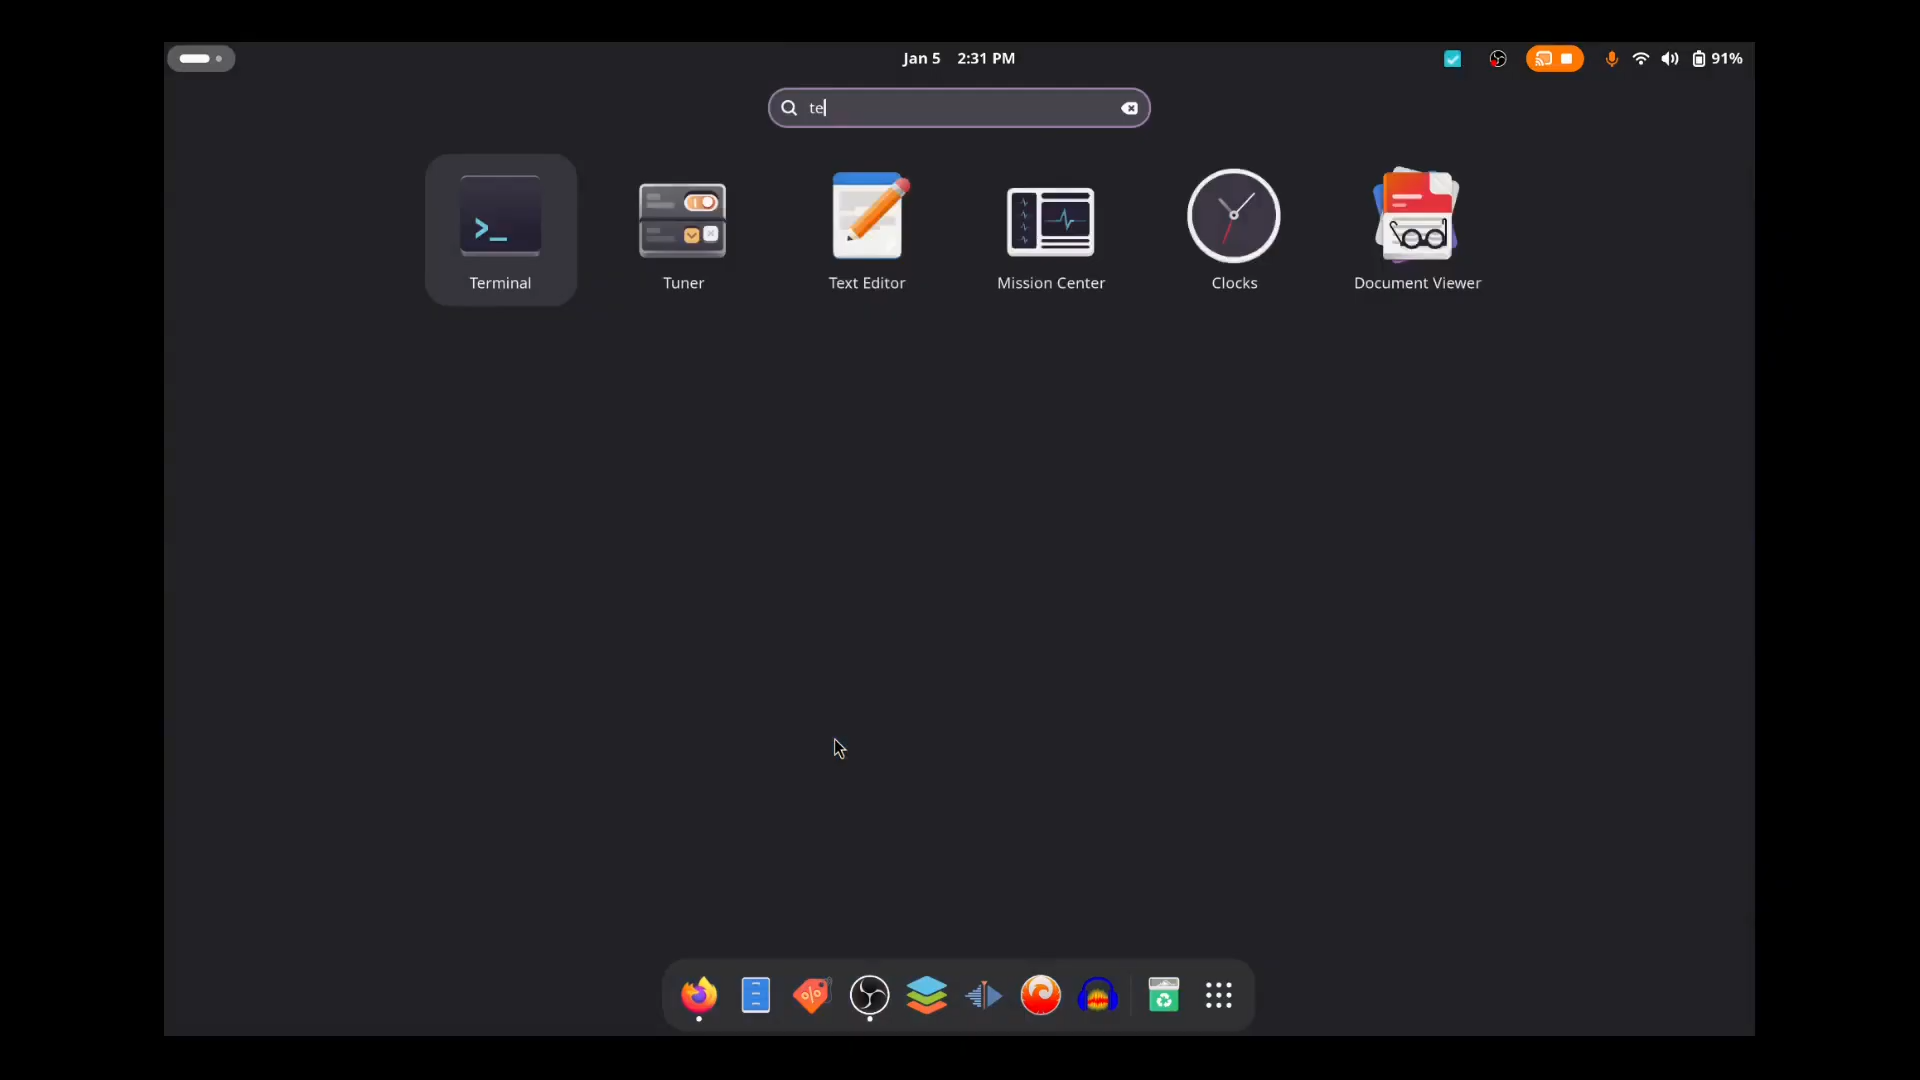 Jan 5 2:31 PM
91%
te
Terminal
Tuner
Text Editor
Mission Center
Clocks
Document Viewer